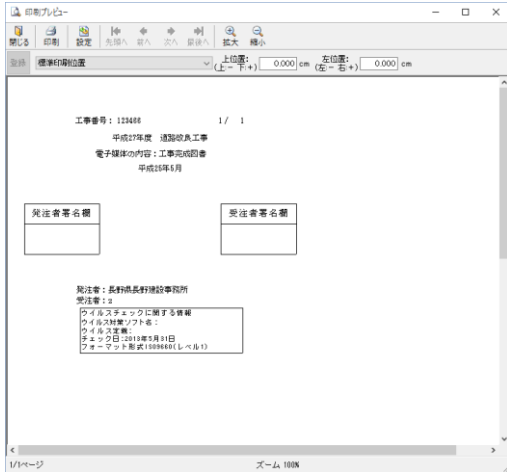 印刷プレビュー
閉じる 印刷 設定 先頭へ 前へ 次へ 最後へ 拡大 縮小
登録 標準印刷位置 上位置: (上- 下+) 0.000 cm 左位置: (左- 右+) 0.000 cm
工事番号：123466 1/ 1
平成27年度 道路改良工事
電子媒体の内容：工事完成図書
平成25年5月
発注者署名欄 受注者署名欄
発注者：長野県長野建設事務所
受注者：2
ウイルスチェックに関する情報
ウイルス対策ソフト名：
ウイルス定義：
チェック日：2013年5月31日
フォーマット形式ISO9660(レベル1)
1/1ページ ズーム 100%